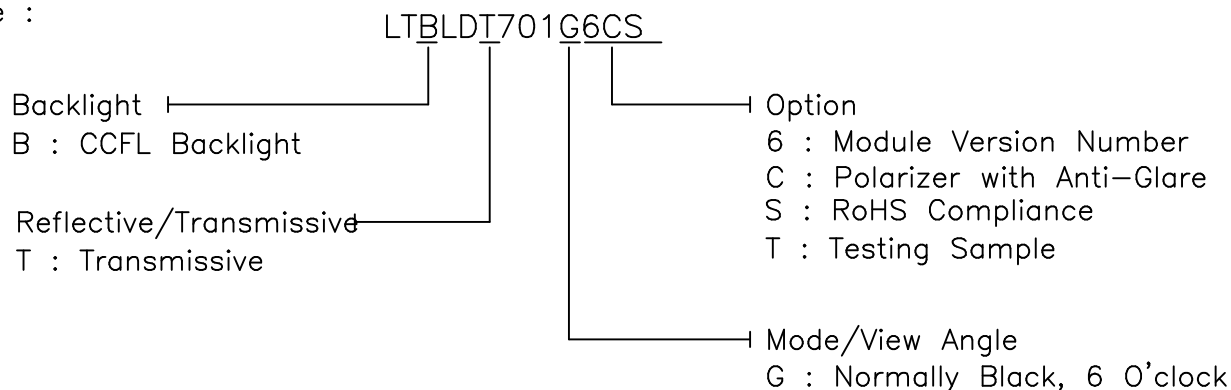 e :
LTBLDT701G6CS
Backlight
B : CCFL Backlight
Reflective/Transmissive
T : Transmissive
Option
6 : Module Version Number
C : Polarizer with Anti-Glare
S : RoHS Compliance
T : Testing Sample
Mode/View Angle
G : Normally Black, 6 O'clock